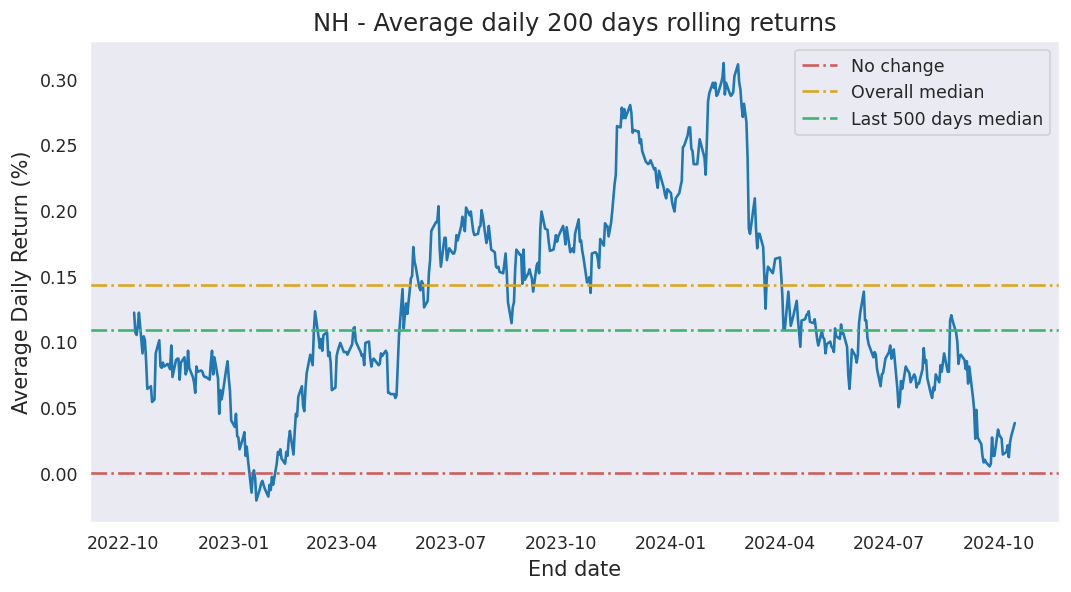 NH - Average daily 200 days rolling returns
No change
Overall median
Last 500 days median
Average Daily Return (%)
0.30
0.25
0.20
0.15
0.10
0.05
0.00
2022-10 2023-01 2023-04 2023-07 2023-10 2024-01 2024-04 2024-07 2024-10
End date